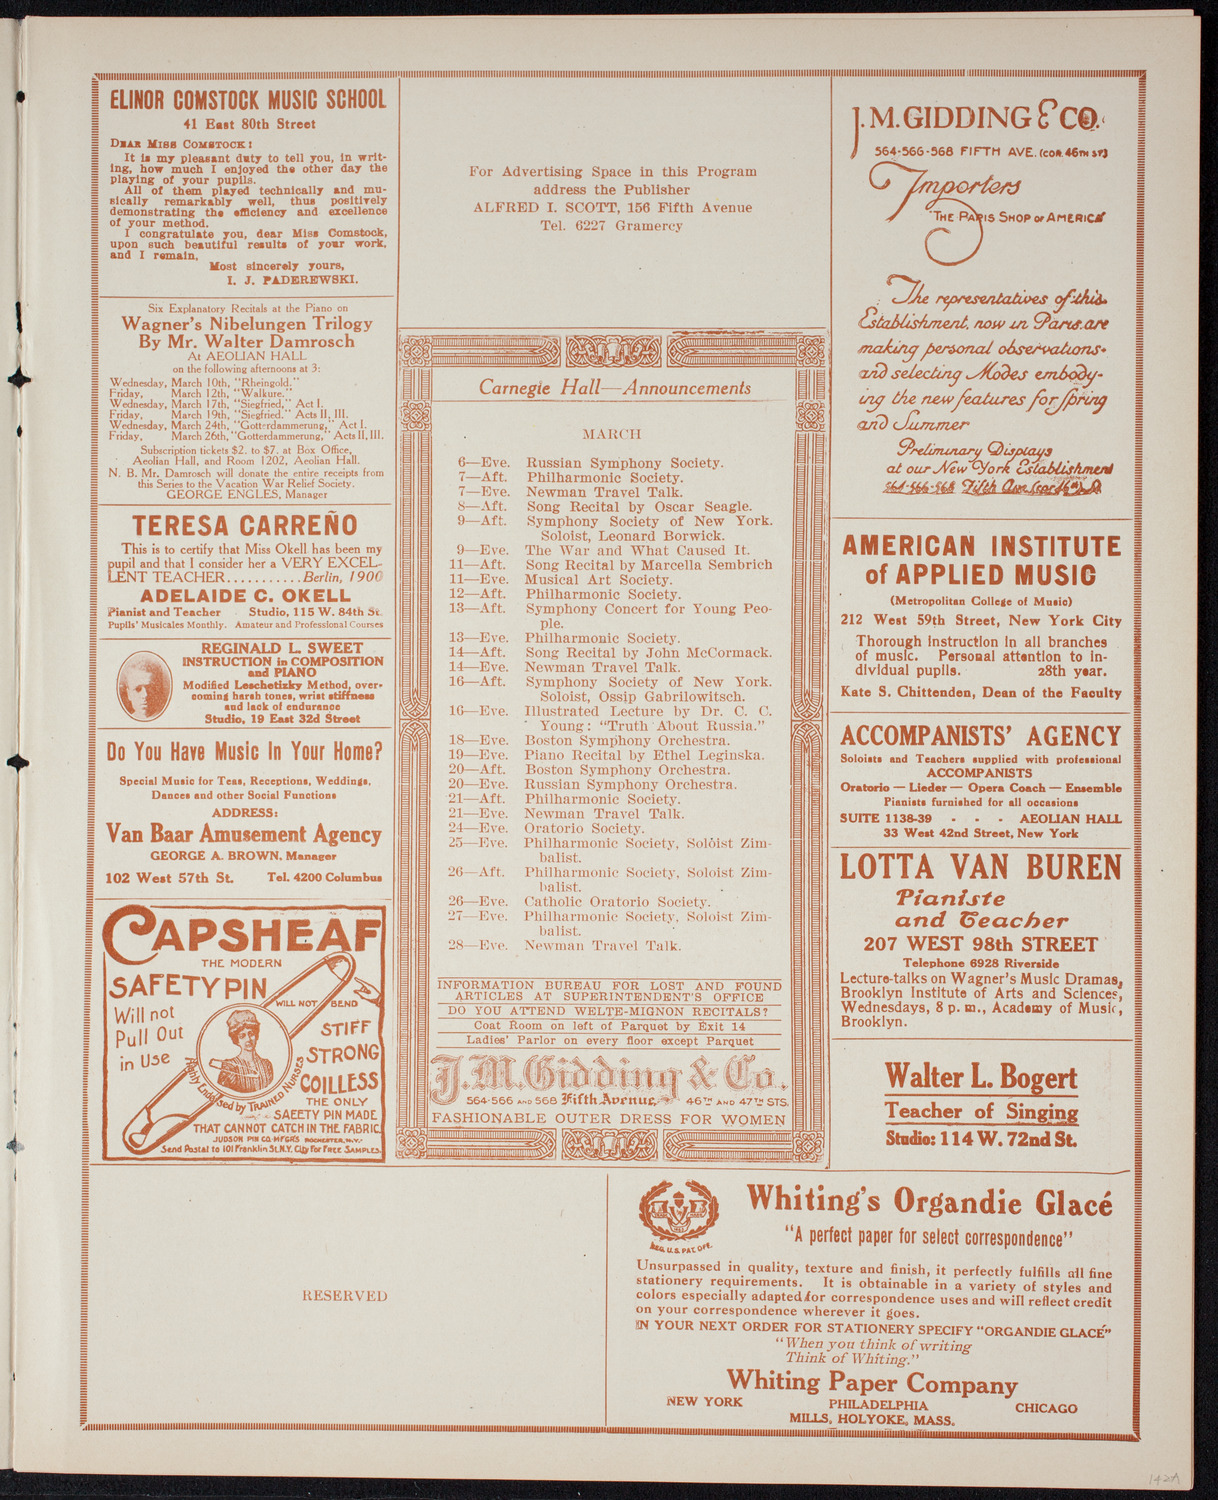 ELINOR COMSTOCK MUSIC SCHOOL
41 East 80th Street
DEAR MISS COMSTOCK:
It is my pleasant duty to tell you, in writ-
ing, how much I enjoyed the other day the
playing of your pupils.
All of them played technically and mu-
sically remarkably well, thus positively
demonstrating the efficiency and excellence
of your method.
I congratulate you, dear Miss Comstock,
upon such beautiful results of your work,
and I remain,
Most sincerely yours,
I. J. PADEREWSKI.
Six Explanatory Recitals at the Piano on
Wagner's Nibelungen Trilogy
By Mr. Walter Damrosch
At AEOLIAN HALL
on the following afternoons at 3:
Wednesday, March 10th, "Rheingold."
Friday, March 12th, "Walkure."
Wednesday, March 17th, "Siegfried," Act I.
Friday, March 19th, "Siegfried." Acts II, III.
Wednesday, March 24th, "Gotterdammerung," Act I.
Friday, March 26th, "Gotterdammerung," Acts II, III.
Subscription tickets $2. to $7. at Box Office,
Aeolian Hall, and Room 1202, Aeolian Hall.
N. B. Mr. Damrosch will donate the entire receipts from
this Series to the Vacation War Relief Society.
GEORGE ENGLES, Manager
TERESA CARREÑO
This is to certify that Miss Okell has been my
pupil and that I consider her a VERY EXCEL-
LENT TEACHER...........Berlin, 1900
ADELAIDE C. OKELL
Pianist and Teacher Studio, 115 W. 84th St.
Pupils' Musicales Monthly. Amateur and Professional Courses
REGINALD L. SWEET
INSTRUCTION in COMPOSITION
and PIANO
Modified Leschetizky Method, over-
coming harsh tones, wrist stiffness
and lack of endurance
Studio, 19 East 32d Street
Do You Have Music In Your Home?
Special Music for Teas, Receptions, Weddings,
Dances and other Social Functions
ADDRESS:
Van Baar Amusement Agency
GEORGE A. BROWN, Manager
102 West 57th St. Tel. 4200 Columbus
CAPSHEAF
THE MODERN
SAFETY PIN
WILL NOT BEND
Will not
Pull Out
in Use
STIFF
STRONG
COILLESS
Highly Endorsed by TRAINED NURSES
THE ONLY
SAFETY PIN MADE
THAT CANNOT CATCH IN THE FABRIC
JUDSON PIN CO. MFGRS ROCHESTER, N.Y.
Send Postal to 101 Franklin St. N.Y. City for FREE SAMPLES.
For Advertising Space in this Program
address the Publisher
ALFRED I. SCOTT, 156 Fifth Avenue
Tel. 6227 Gramercy
Carnegie Hall—Announcements
MARCH
6—Eve. Russian Symphony Society.
7—Aft. Philharmonic Society.
7—Eve. Newman Travel Talk.
8—Aft. Song Recital by Oscar Seagle.
9—Aft. Symphony Society of New York.
Soloist, Leonard Borwick.
9—Eve. The War and What Caused It.
11—Aft. Song Recital by Marcella Sembrich
11—Eve. Musical Art Society.
12—Aft. Philharmonic Society.
13—Aft. Symphony Concert for Young Peo-
ple.
13—Eve. Philharmonic Society.
14—Aft. Song Recital by John McCormack.
14—Eve. Newman Travel Talk.
16—Aft. Symphony Society of New York.
Soloist, Ossip Gabrilowitsch.
16—Eve. Illustrated Lecture by Dr. C. C.
Young: "Truth About Russia."
18—Eve. Boston Symphony Orchestra.
19—Eve. Piano Recital by Ethel Leginska.
20—Aft. Boston Symphony Orchestra.
20—Eve. Russian Symphony Orchestra.
21—Aft. Philharmonic Society.
21—Eve. Newman Travel Talk.
24—Eve. Oratorio Society.
25—Eve. Philharmonic Society, Soloist Zim-
balist.
26—Aft. Philharmonic Society, Soloist Zim-
balist.
26—Eve. Catholic Oratorio Society.
27—Eve. Philharmonic Society, Soloist Zim-
balist.
28—Eve. Newman Travel Talk.
INFORMATION BUREAU FOR LOST AND FOUND
ARTICLES AT SUPERINTENDENT'S OFFICE
DO YOU ATTEND WELTE-MIGNON RECITALS?
Coat Room on left of Parquet by Exit 14
Ladies' Parlor on every floor except Parquet
J. M. Gidding & Co.
564-566 AND 568 Fifth Avenue, 46TH AND 47TH STS.
FASHIONABLE OUTER DRESS FOR WOMEN
J. M. GIDDING & CO.
564-566-568 FIFTH AVE. (COR. 46TH ST)
Importers
"THE PARIS SHOP OF AMERICA"
The representatives of this
Establishment, now in Paris, are
making personal observations
and selecting Modes embody-
ing the new features for Spring
and Summer
Preliminary Displays
at our New York Establishment
564-566-568 Fifth Ave.
AMERICAN INSTITUTE
of APPLIED MUSIC
(Metropolitan College of Music)
212 West 59th Street, New York City
Thorough instruction in all branches
of music. Personal attention to in-
dividual pupils. 28th year.
Kate S. Chittenden, Dean of the Faculty
ACCOMPANISTS' AGENCY
Soloists and Teachers supplied with professional
ACCOMPANISTS
Oratorio — Lieder — Opera Coach — Ensemble
Pianists furnished for all occasions
SUITE 1138-39 - - - AEOLIAN HALL
33 West 42nd Street, New York
LOTTA VAN BUREN
Pianiste
and Teacher
207 WEST 98th STREET
Telephone 6928 Riverside
Lecture-talks on Wagner's Music Dramas,
Brooklyn Institute of Arts and Sciences,
Wednesdays, 8 p. m., Academy of Music,
Brooklyn.
Walter L. Bogert
Teacher of Singing
Studio: 114 W. 72nd St.
RESERVED
REG. U.S. PAT. OFF.
Whiting's Organdie Glacé
"A perfect paper for select correspondence"
Unsurpassed in quality, texture and finish, it perfectly fulfills all fine
stationery requirements. It is obtainable in a variety of styles and
colors especially adapted for correspondence uses and will reflect credit
on your correspondence wherever it goes.
IN YOUR NEXT ORDER FOR STATIONERY SPECIFY "ORGANDIE GLACÉ"
"When you think of writing
Think of Whiting."
Whiting Paper Company
NEW YORK PHILADELPHIA CHICAGO
MILLS, HOLYOKE, MASS.